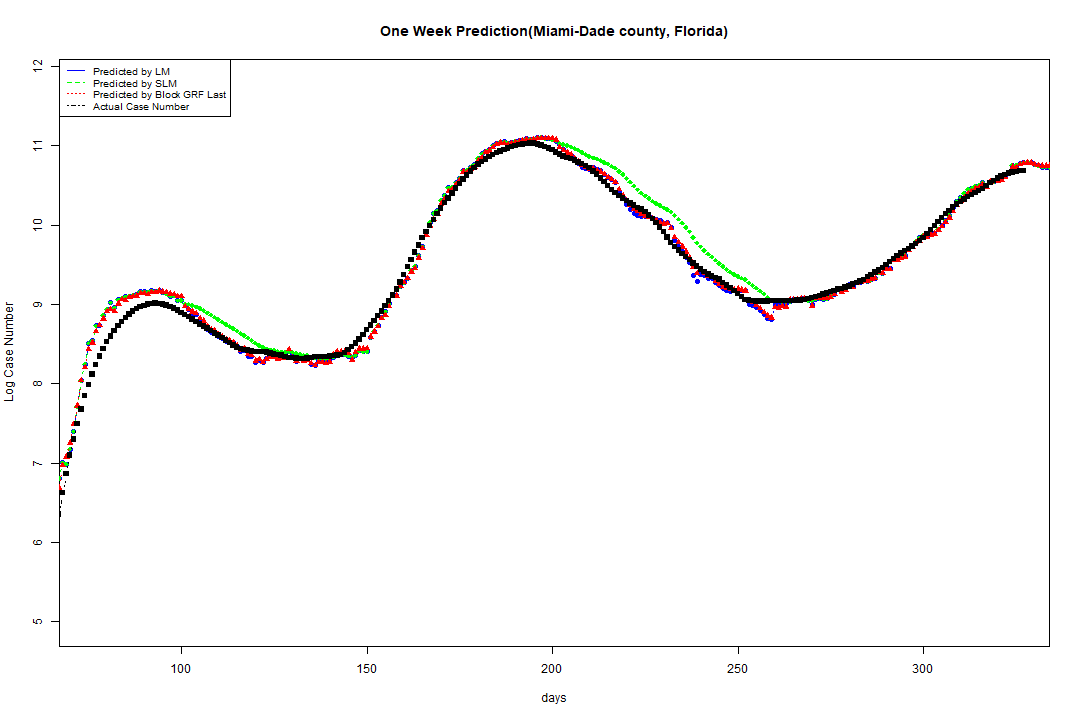 One Week Prediction(Miami-Dade county, Florida)
Predicted by LM
Predicted by SLM
Predicted by Block GRF Last
Actual Case Number
Log Case Number
12
11
10
9
8
7
6
5
100 150 200 250 300
days